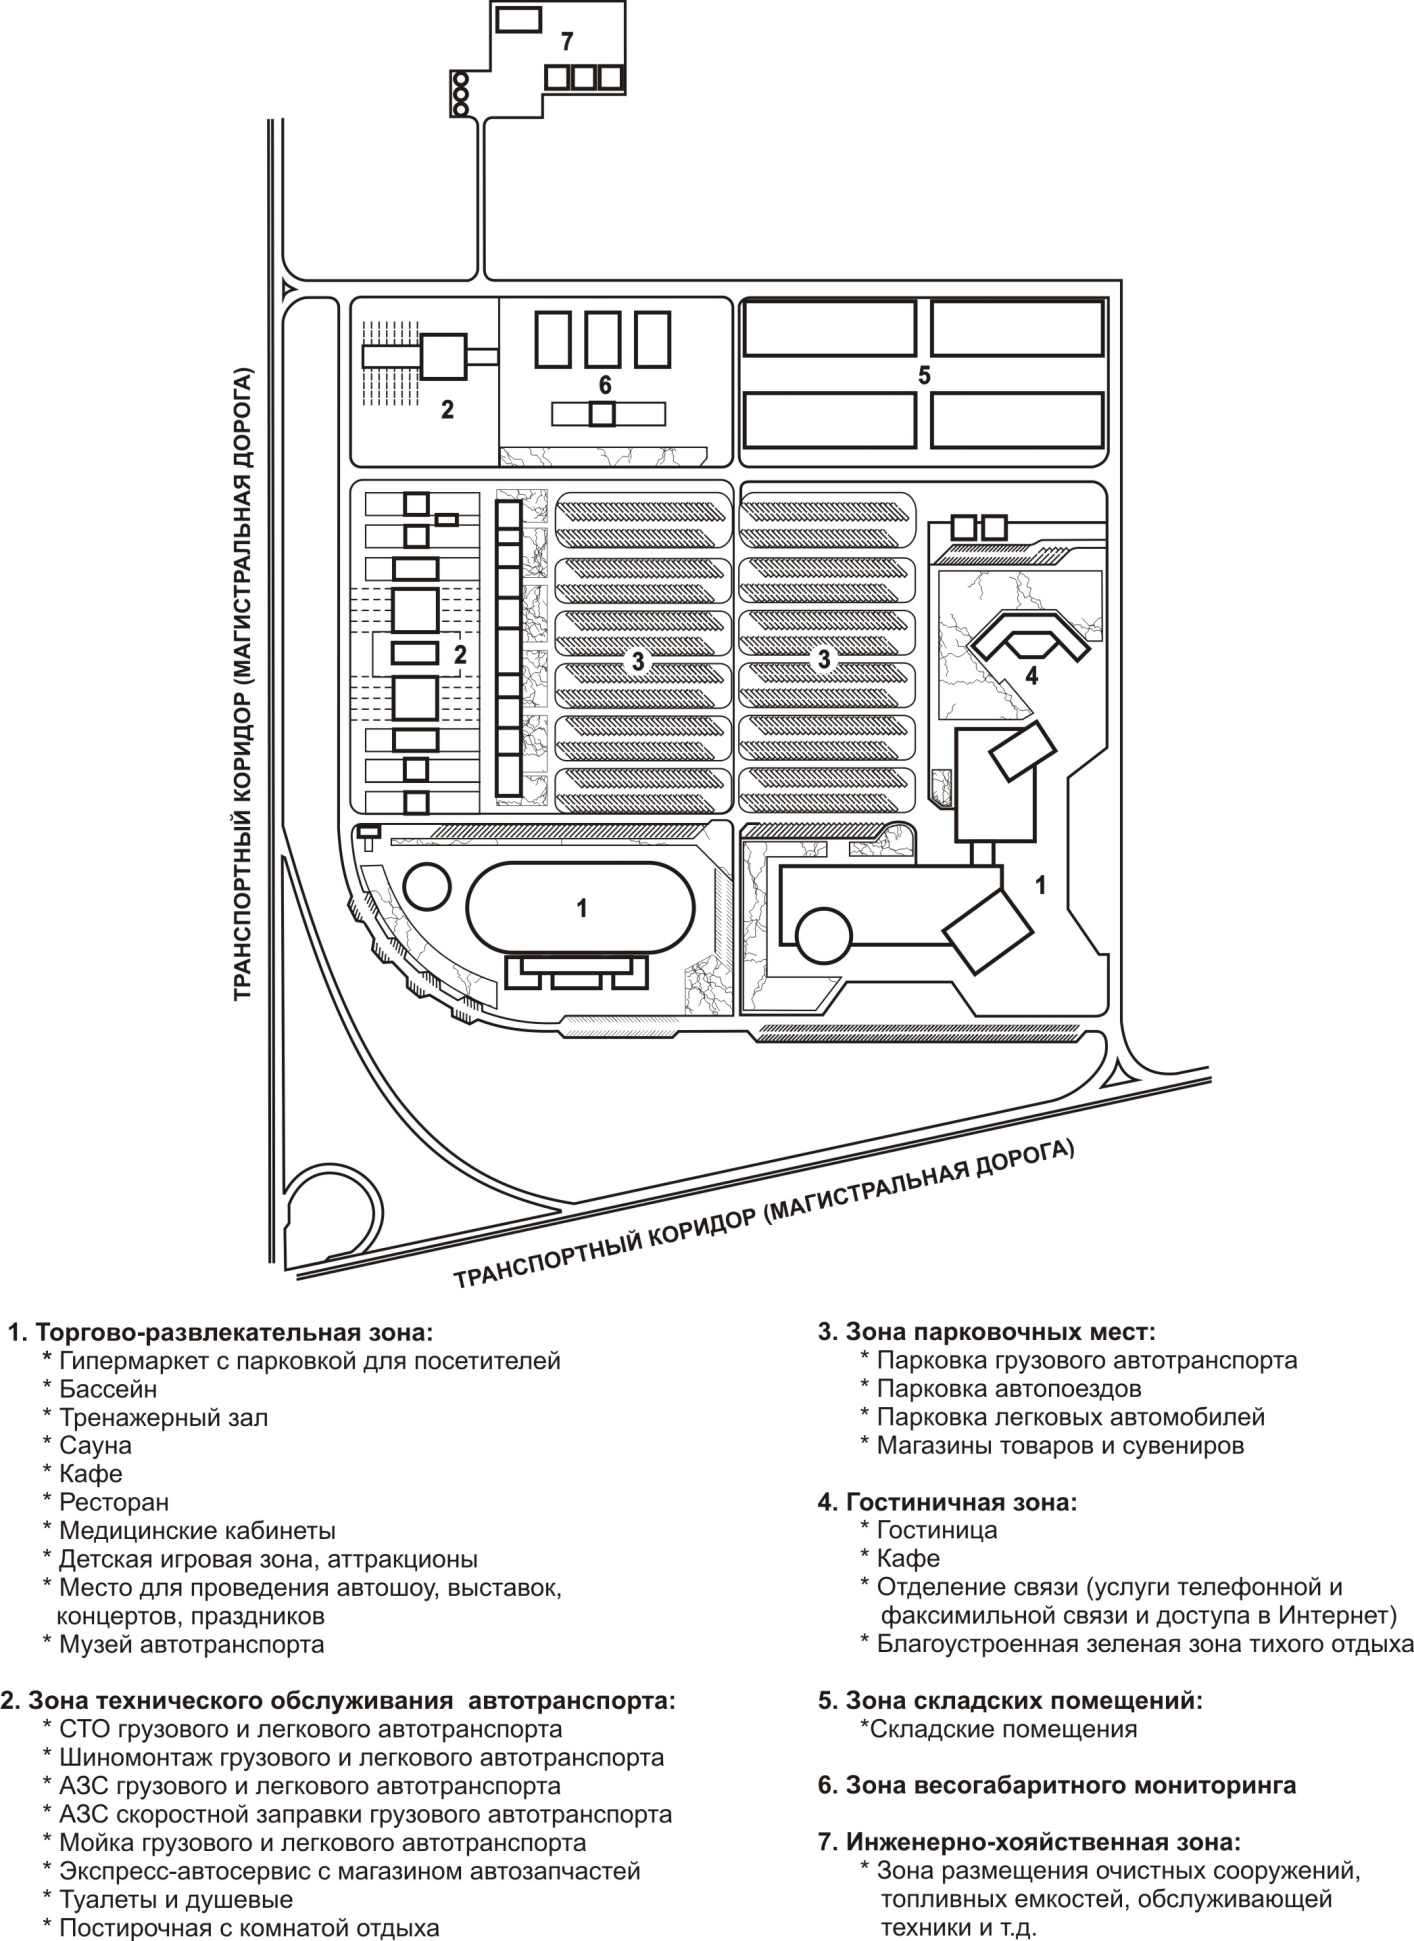 7
2
6
5
ТРАНСПОРТНЫЙ КОРИДОР (МАГИСТРАЛЬНАЯ ДОРОГА)
2
3
3
4
1
1
ТРАНСПОРТНЫЙ КОРИДОР (МАГИСТРАЛЬНАЯ ДОРОГА)
1. Торгово-развлекательная зона:
* Гипермаркет с парковкой для посетителей
* Бассейн
* Тренажерный зал
* Сауна
* Кафе
* Ресторан
* Медицинские кабинеты
* Детская игровая зона, аттракционы
* Место для проведения автошоу, выставок,
концертов, праздников
* Музей автотранспорта
2. Зона технического обслуживания автотранспорта:
* СТО грузового и легкового автотранспорта
* Шиномонтаж грузового и легкового автотранспорта
* АЗС грузового и легкового автотранспорта
* АЗС скоростной заправки грузового автотранспорта
* Мойка грузового и легкового автотранспорта
* Экспресс-автосервис с магазином автозапчастей
* Туалеты и душевые
* Постирочная с комнатой отдыха
3. Зона парковочных мест:
* Парковка грузового автотранспорта
* Парковка автопоездов
* Парковка легковых автомобилей
* Магазины товаров и сувениров
4. Гостиничная зона:
* Гостиница
* Кафе
* Отделение связи (услуги телефонной и
факсимильной связи и доступа в Интернет)
* Благоустроенная зеленая зона тихого отдыха
5. Зона складских помещений:
*Складские помещения
6. Зона весогабаритного мониторинга
7. Инженерно-хояйственная зона:
* Зона размещения очистных сооружений,
топливных емкостей, обслуживающей
техники и т.д.